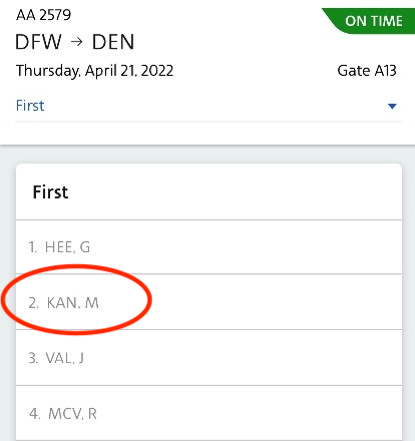 AA 2579
ON TIME
DFW → DEN
Thursday, April 21, 2022 Gate A13
First
First
1. HEE, G
2. KAN, M
3. VAL, J
4. MCV, R